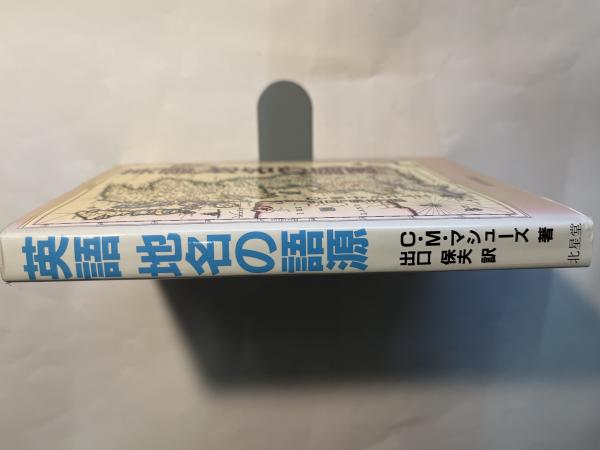 英語 地名の語源
C・M・マシューズ 著
出口 保夫 訳
北星堂